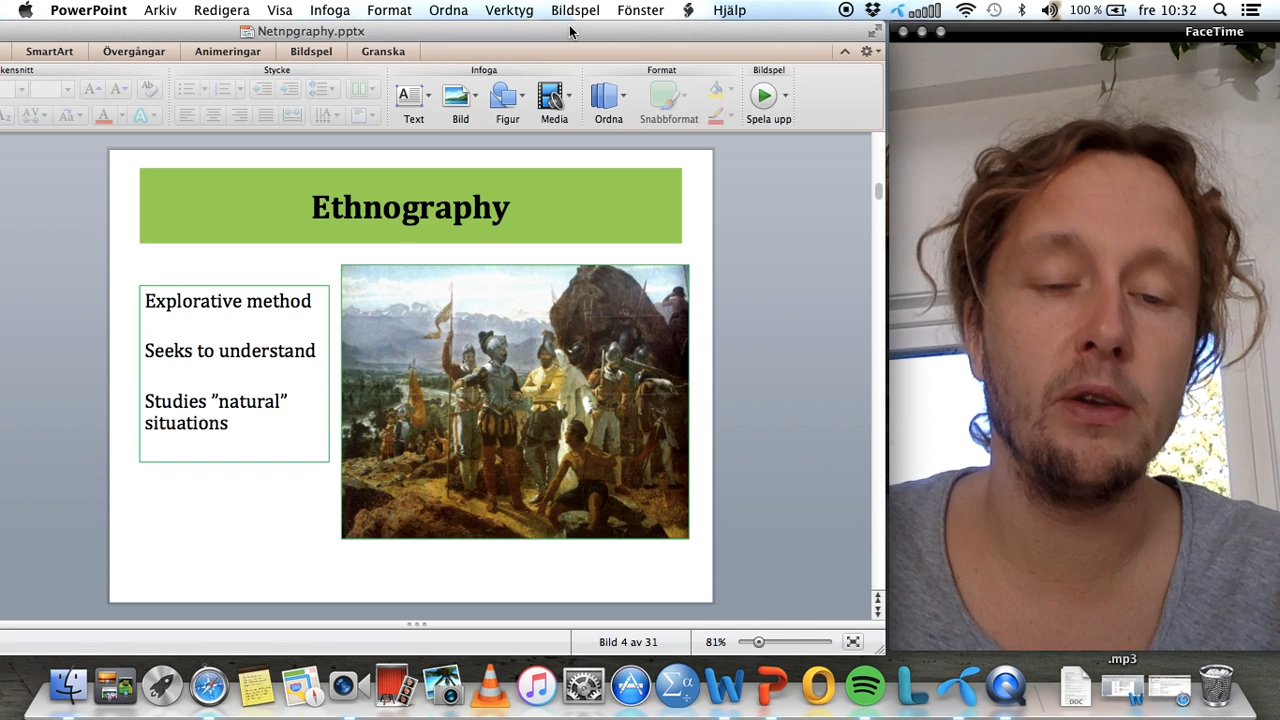 PowerPoint Arkiv Redigera Visa Infoga Format Ordna Verktyg Bildspel Fönster Hjälp 100 % fre 10:32
Netnpgraphy.pptx
FaceTime
SmartArt Övergångar Animeringar Bildspel Granska
Stycke Infoga Format Bildspel
Text Bild Figur Media Ordna Snabbformat Spela upp
Ethnography
Explorative method
Seeks to understand
Studies ”natural”
situations
Bild 4 av 31 81%
.mp3
DOC